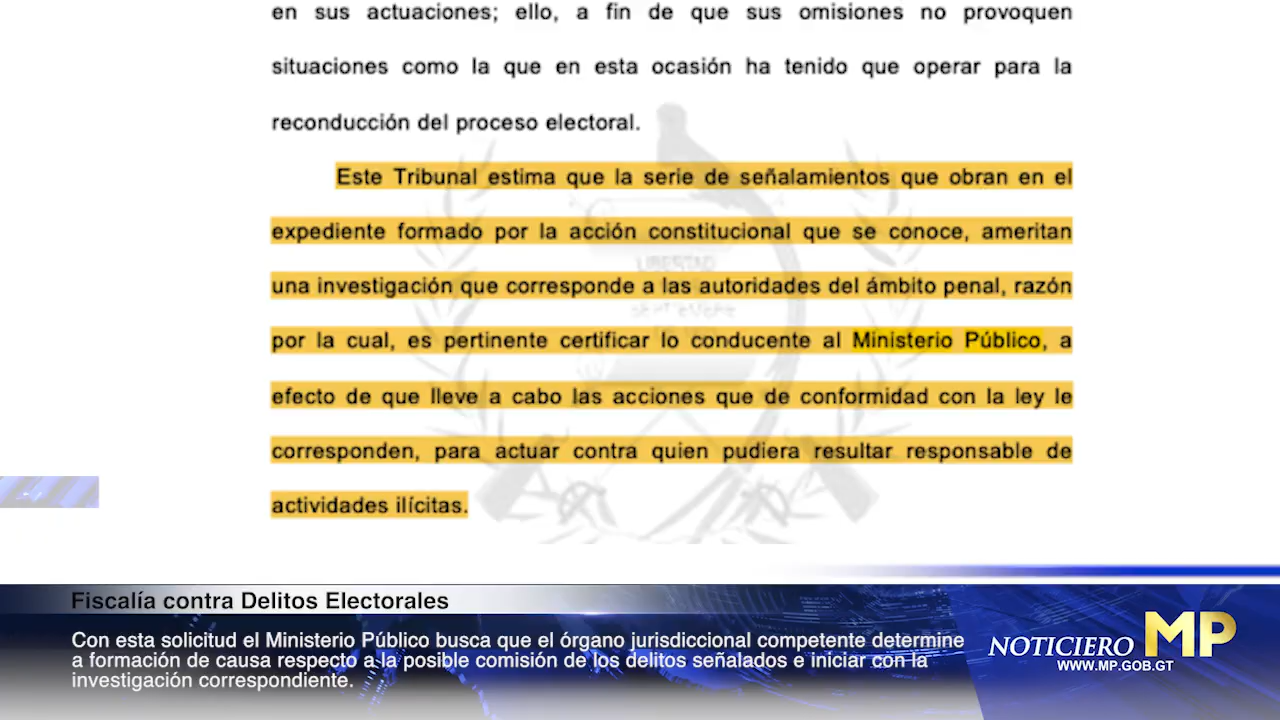 en sus actuaciones; ello, a fin de que sus omisiones no provoquen
situaciones como la que en esta ocasión ha tenido que operar para la
reconducción del proceso electoral.
Este Tribunal estima que la serie de señalamientos que obran en el
expediente formado por la acción constitucional que se conoce, ameritan
una investigación que corresponde a las autoridades del ámbito penal, razón
por la cual, es pertinente certificar lo conducente al Ministerio Público, a
efecto de que lleve a cabo las acciones que de conformidad con la ley le
corresponden, para actuar contra quien pudiera resultar responsable de
actividades ilícitas.
LIBERTAD
Fiscalía contra Delitos Electorales
Con esta solicitud el Ministerio Público busca que el órgano jurisdiccional competente determine
a formación de causa respecto a la posible comisión de los delitos señalados e iniciar con la
investigación correspondiente.
NOTICIERO MP
WWW.MP.GOB.GT